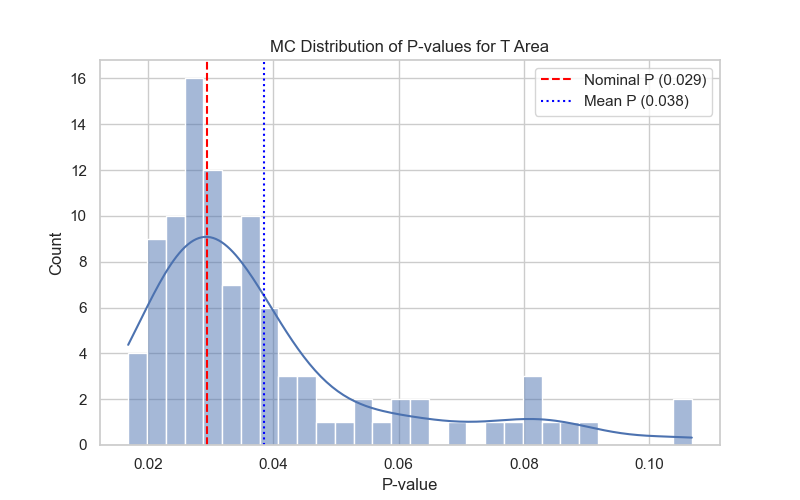 MC Distribution of P-values for T Area
Nominal P (0.029)
Mean P (0.038)
Count
16
14
12
10
8
6
4
2
0
0.02 0.04 0.06 0.08 0.10
P-value